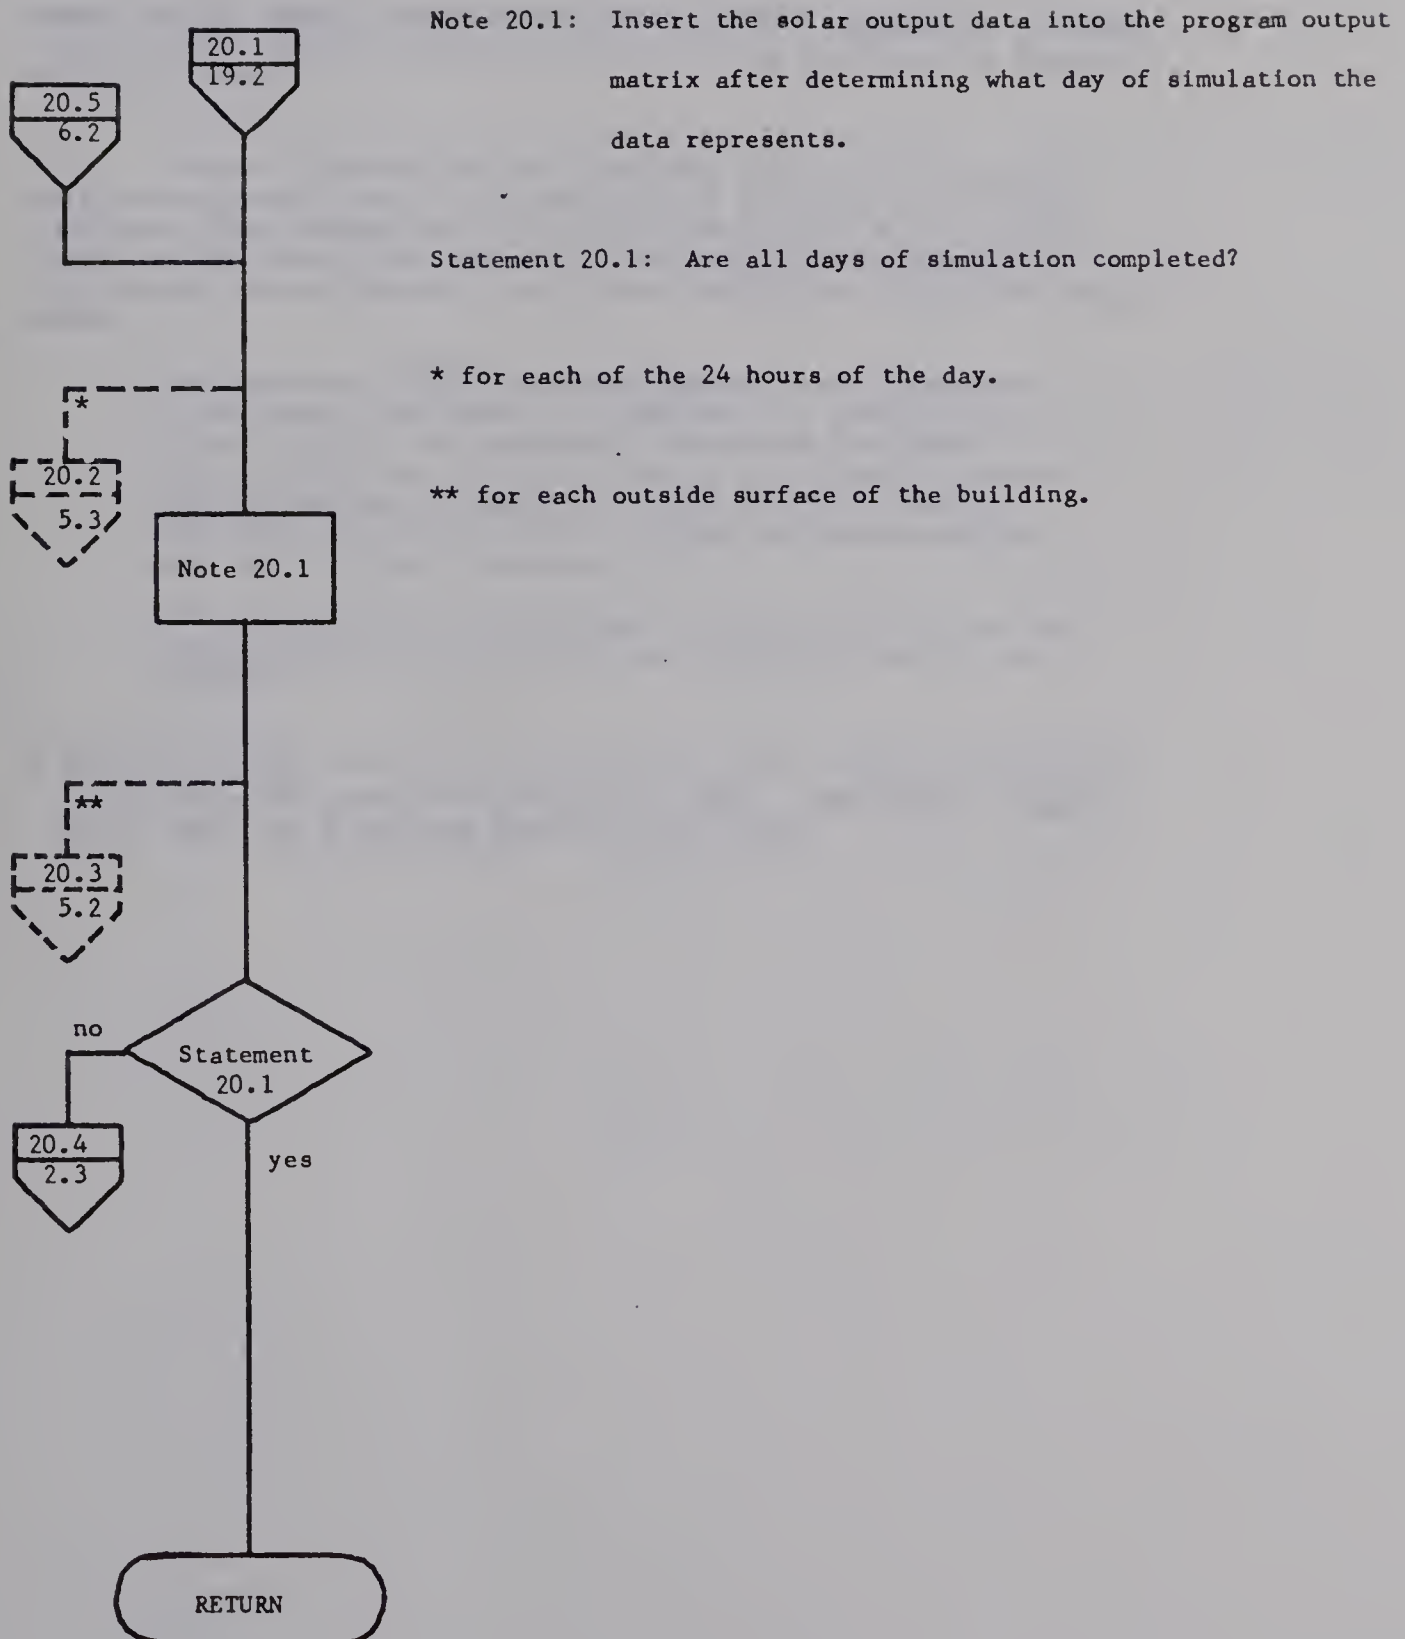 Note 20.1: Insert the solar output data into the program output
matrix after determining what day of simulation the
data represents.
20.1
19.2
20.5
6.2
Statement 20.1: Are all days of simulation completed?
* for each of the 24 hours of the day.
*
20.2
5.3
** for each outside surface of the building.
Note 20.1
**
20.3
5.2
no
Statement
20.1
20.4
2.3
yes
RETURN